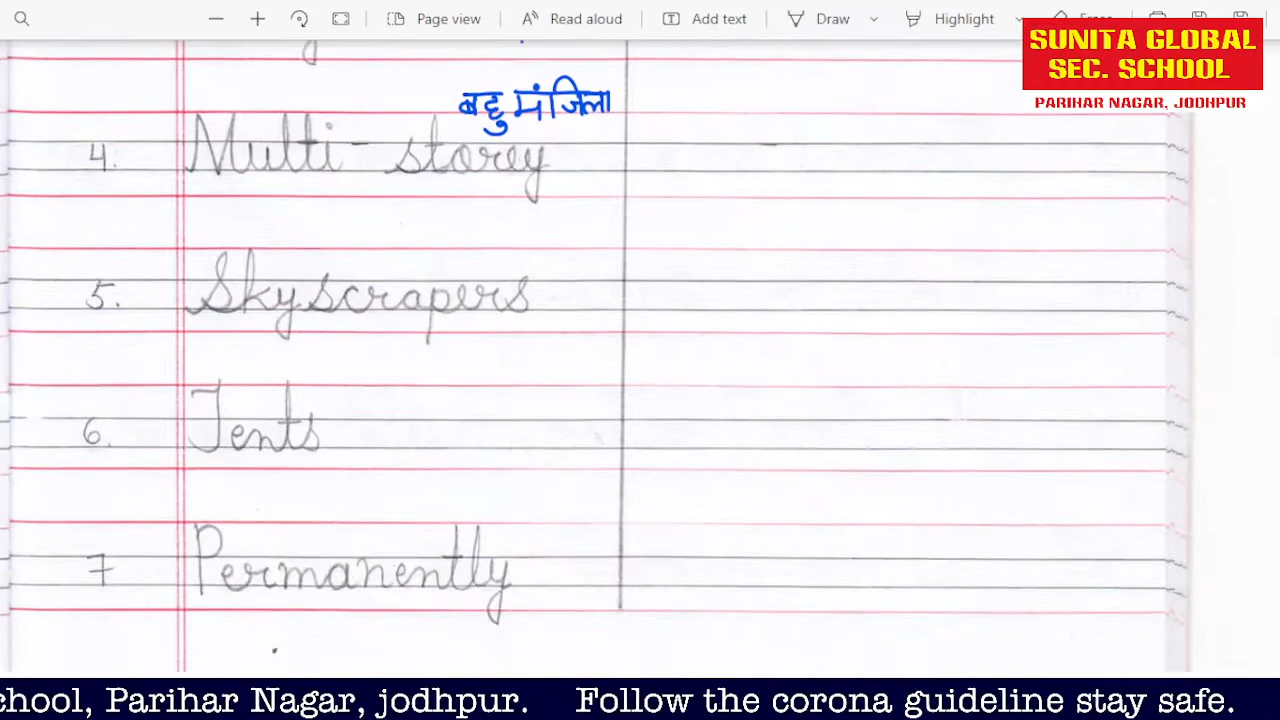 Page view
Read aloud
Add text
Draw
Highlight
SUNITA GLOBAL
SEC. SCHOOL
PARIHAR NAGAR, JODHPUR
बहुमंजिला
4. Multi-storey
5. Skyscrapers
6. Tents
7 Permanently
chool, Parihar Nagar, jodhpur. Follow the corona guideline stay safe.